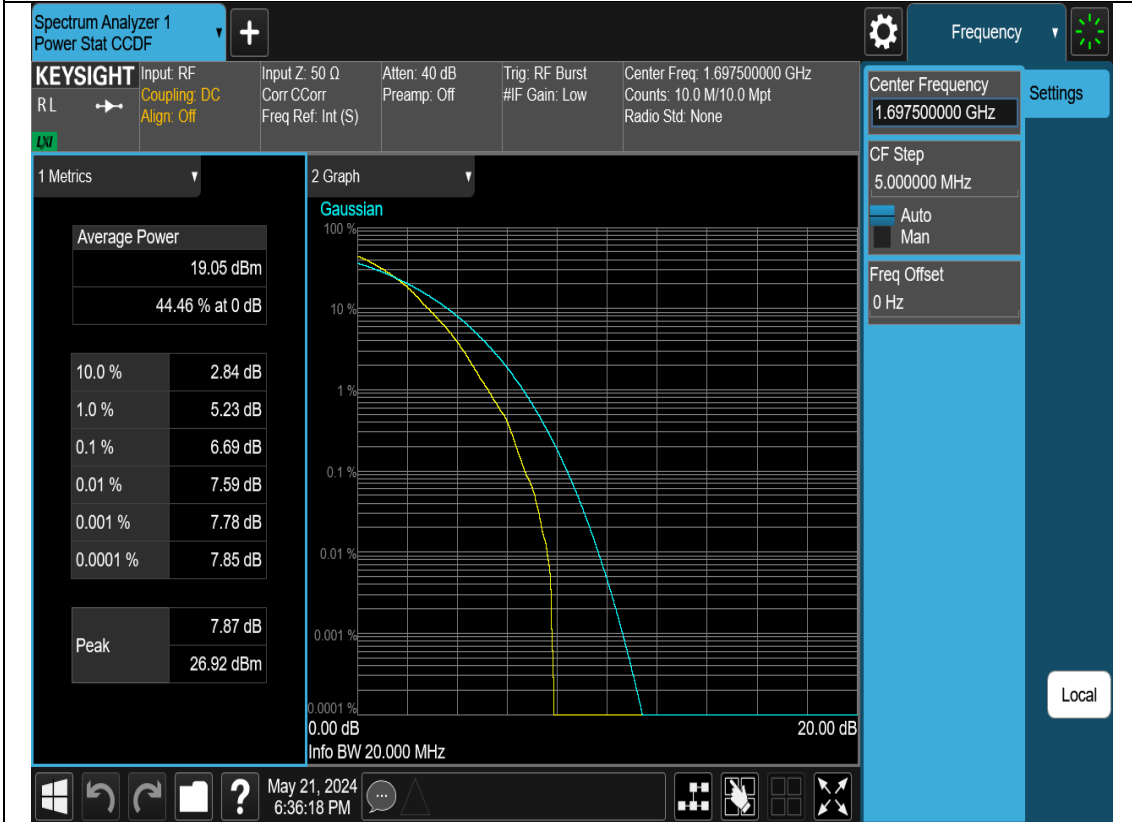 Spectrum Analyzer 1
Power Stat CCDF
+
Frequency
KEYSIGHT
RL
LXI
Input: RF
Coupling: DC
Align: Off
Input Z: 50 Ω
Corr CCorr
Freq Ref: Int (S)
Atten: 40 dB
Preamp: Off
Trig: RF Burst
#IF Gain: Low
Center Freq: 1.697500000 GHz
Counts: 10.0 M/10.0 Mpt
Radio Std: None
Center Frequency
1.697500000 GHz
Settings
CF Step
5.000000 MHz
Auto
Man
Freq Offset
0 Hz
Local
1 Metrics
Average Power
19.05 dBm
44.46 % at 0 dB
10.0 % 2.84 dB
1.0 % 5.23 dB
0.1 % 6.69 dB
0.01 % 7.59 dB
0.001 % 7.78 dB
0.0001 % 7.85 dB
Peak
7.87 dB
26.92 dBm
2 Graph
Gaussian
100 %
10 %
1 %
0.1 %
0.01 %
0.001 %
0.0001 %
0.00 dB 20.00 dB
Info BW 20.000 MHz
?
May 21, 2024
6:36:18 PM